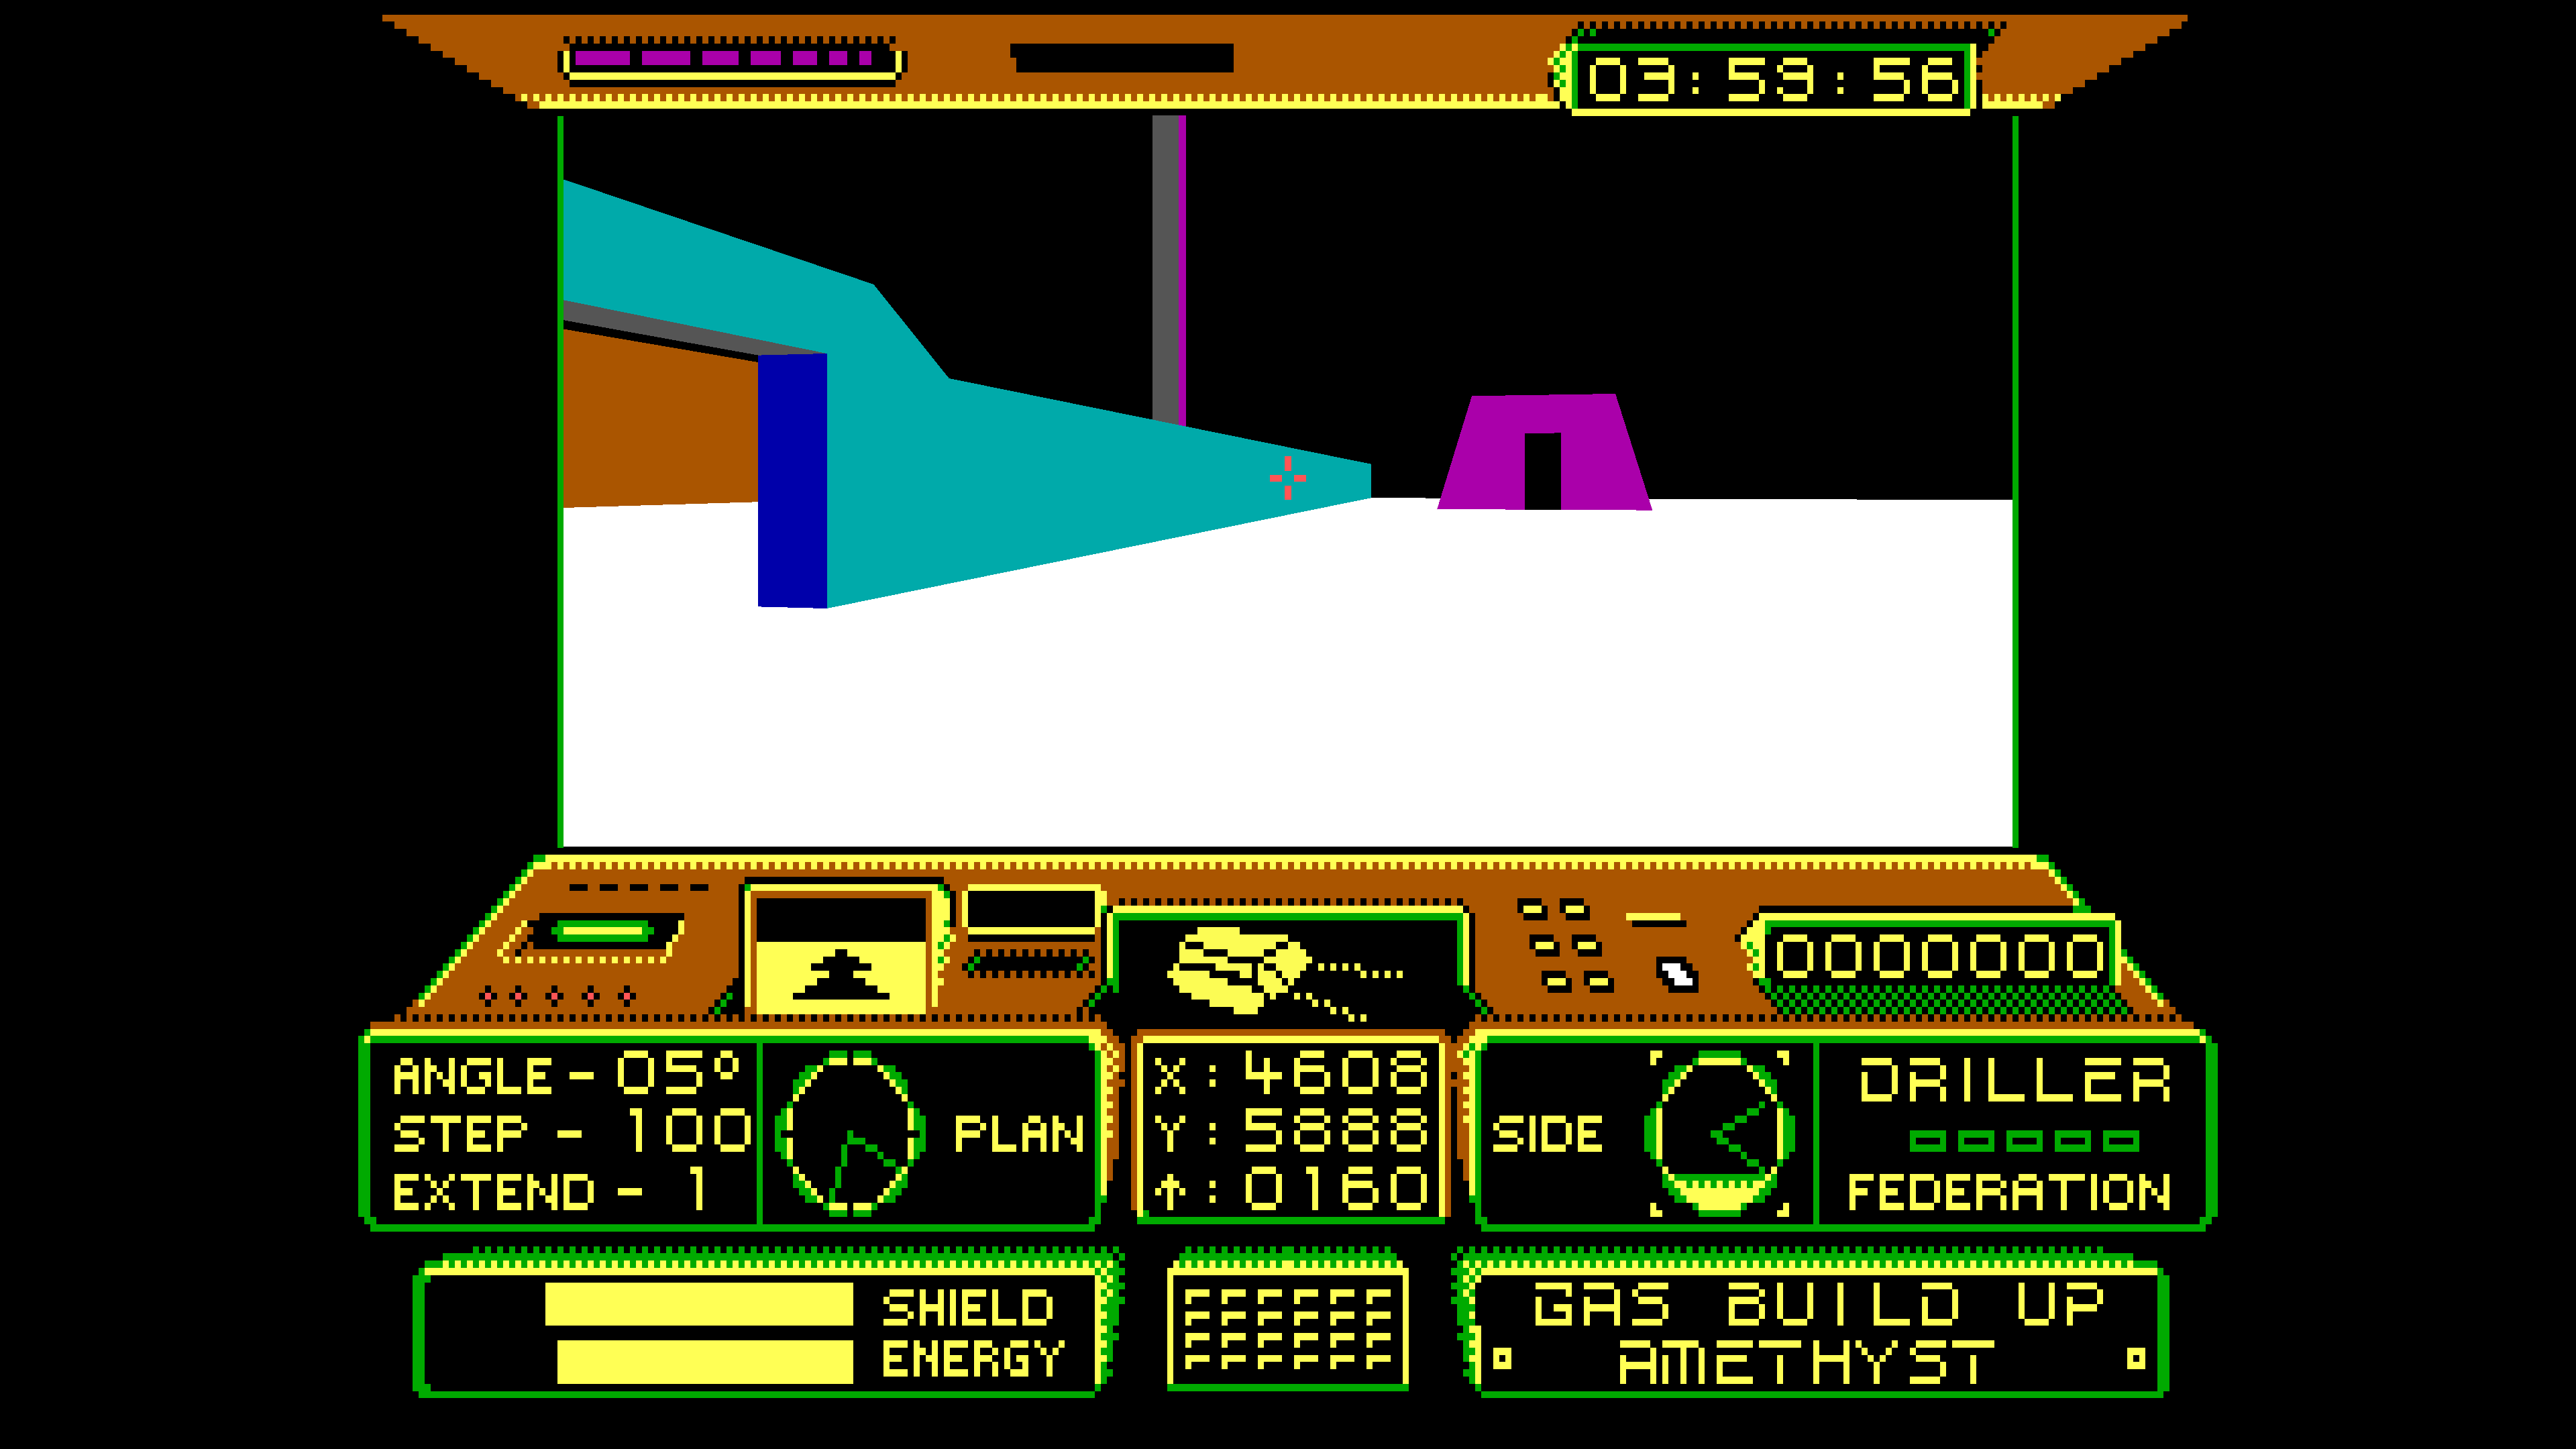 03:59:56
0000000
ANGLE - 05°
STEP - 100
EXTEND - 1
PLAN
X: 4608
Y: 5888
↑: 0160
SIDE
DRILLER
FEDERATION
SHIELD
ENERGY
GAS BUILD UP
AMETHYST